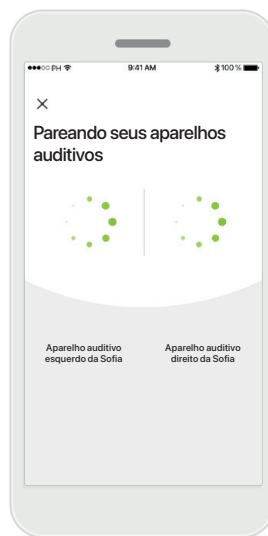 PH 9:41 AM 100%
Pareando seus aparelhos
auditivos
Aparelho auditivo
esquerdo da Sofia
Aparelho auditivo
direito da Sofia